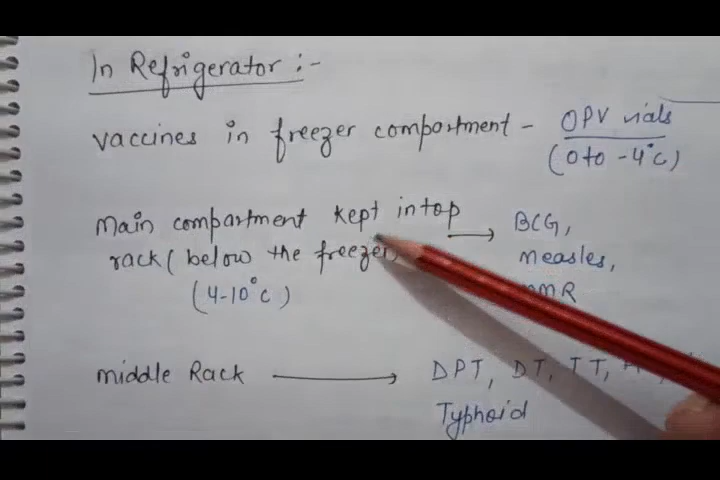 In Refrigerator :-
vaccines in freezer compartment - OPV vials
(0 to -4°C)
Main compartment kept in top → BCG,
rack ( below the freezer measles,
(4-10°C)
middle Rack → DPT, DT, TT,
Typhoid